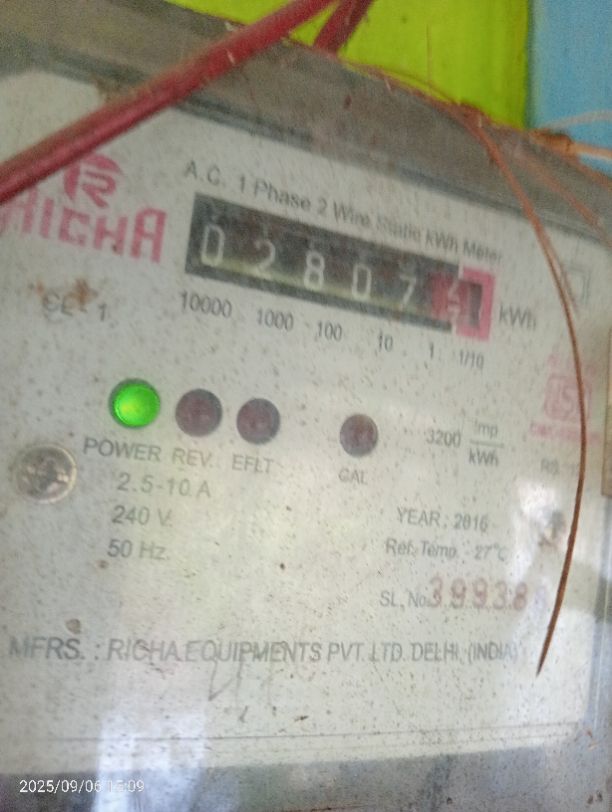 A.C. 1 Phase 2 Wire Static kWh Meter
RICHA
0 2 8 0 7
kWh
10000 1000 100 10 1 1/10
POWER REV. EFLT
CAL
3200 Imp
kWh
2.5-10 A
240 V.
50 Hz.
YEAR : 2016
Ref. Temp. 27°C
SL. No. 39938
MFRS. : RICHA EQUIPMENTS PVT. LTD. DELHI, (INDIA)
2025/09/06